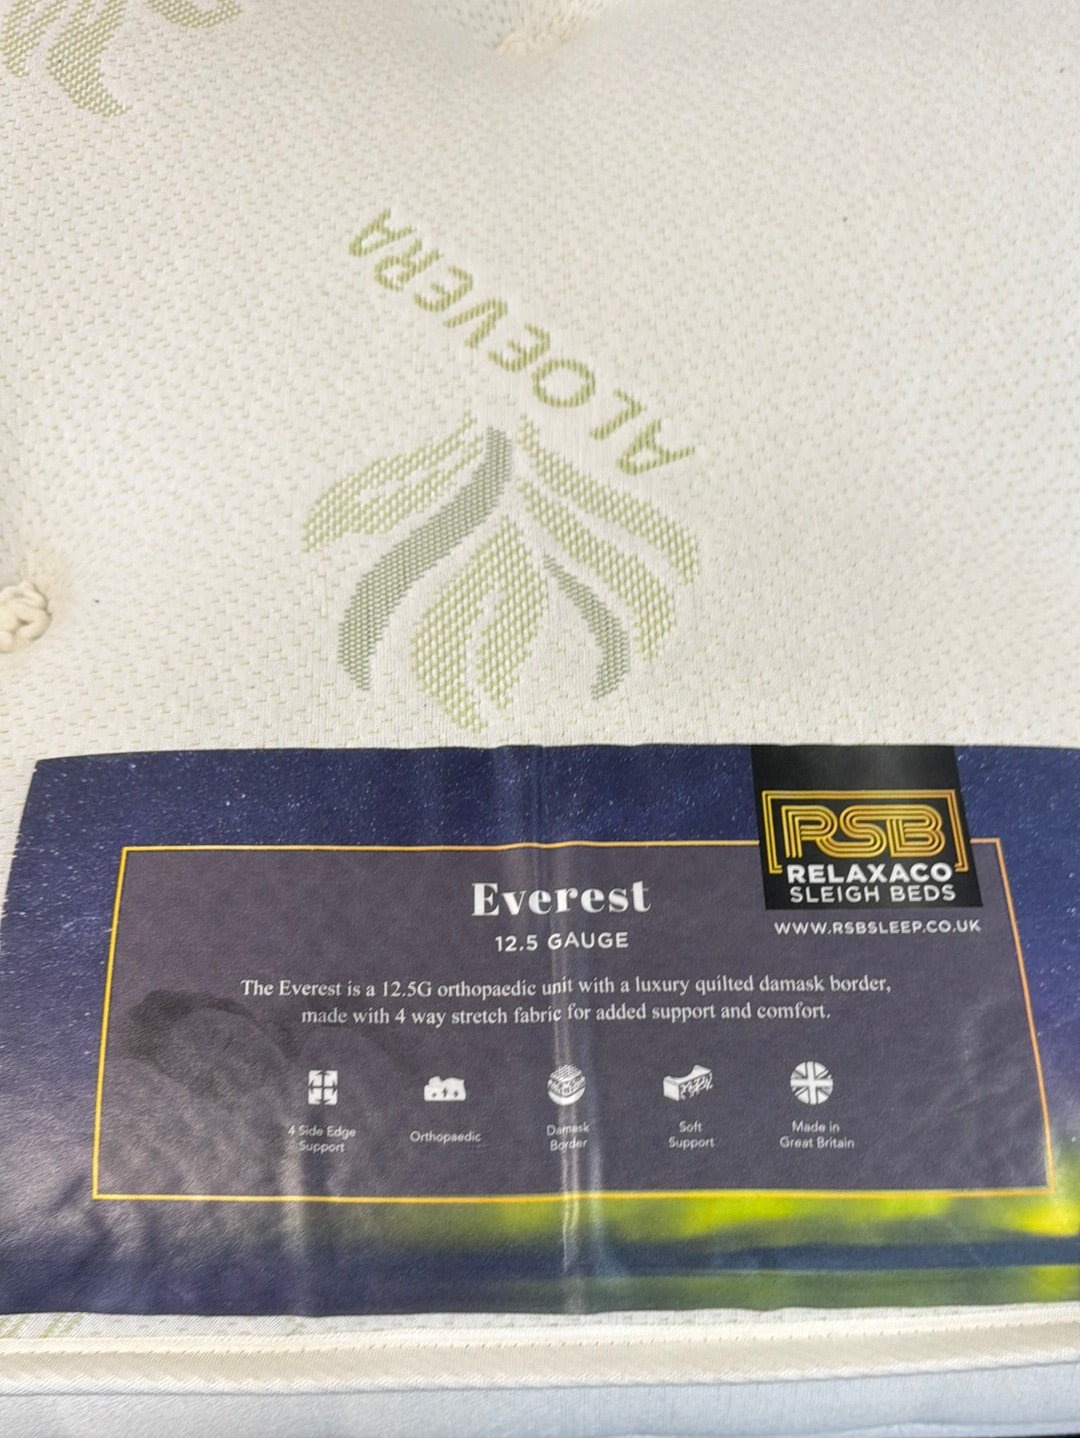 ALOEVERA
RSB
RELAXACO
SLEIGH BEDS
WWW.RSBSLEEP.CO.UK
Everest
12.5 GAUGE
The Everest is a 12.5G orthopaedic unit with a luxury quilted damask border,
made with 4 way stretch fabric for added support and comfort.
4 Side Edge
Support
Orthopaedic
Damask
Border
Soft
Support
Made in
Great Britain